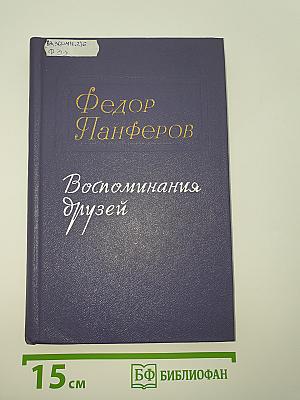 Федор
Панферов
Воспоминания
друзей
15 см
БФ БИБЛИОФАН